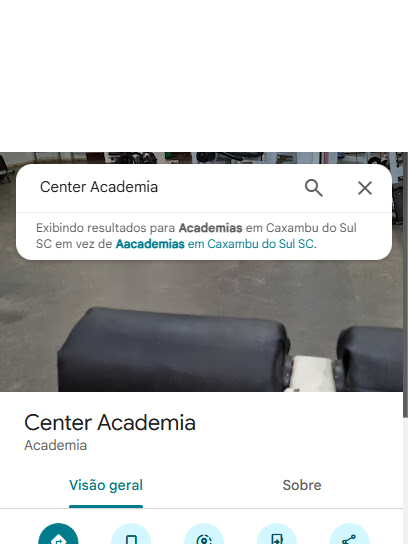 Center Academia
Exibindo resultados para Academias em Caxambu do Sul
SC em vez de Aacademias em Caxambu do Sul SC.
Center Academia
Academia
Visão geral
Sobre